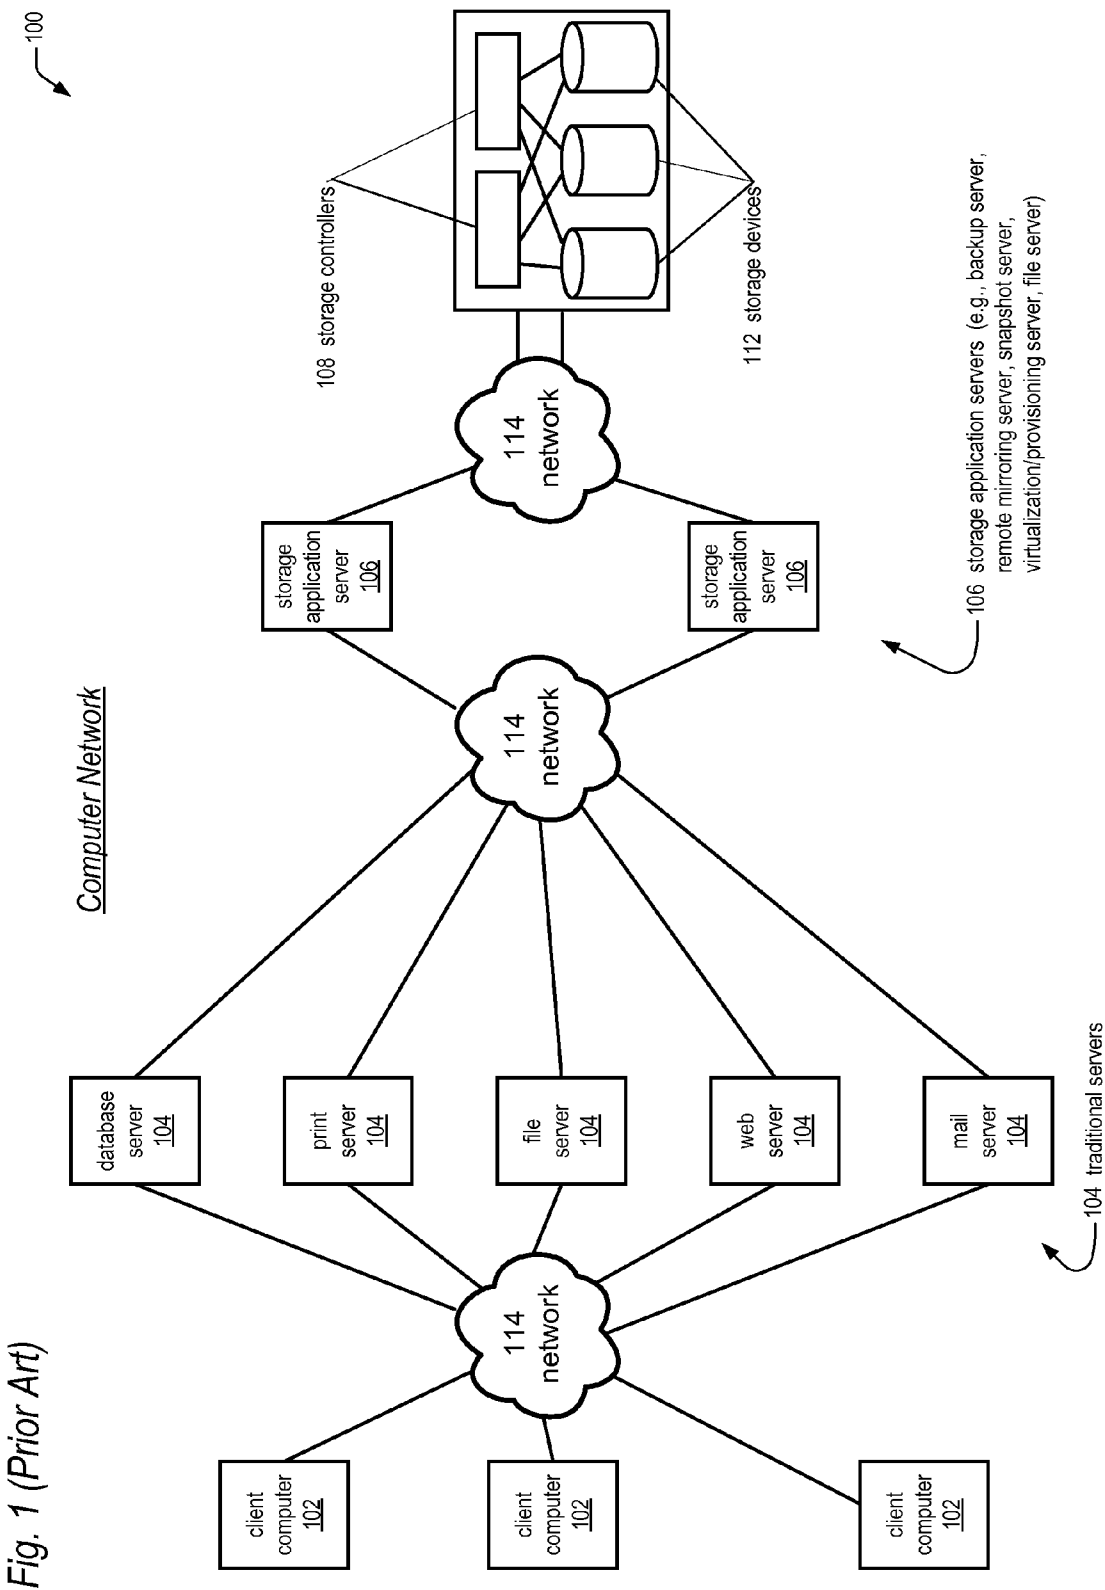 Fig. 1 (Prior Art)
Computer Network
100
client
computer
102
client
computer
102
client
computer
102
114
network
database
server
104
print
server
104
file
server
104
web
server
104
mail
server
104
104 traditional servers
114
network
storage
application
server
106
storage
application
server
106
106 storage application servers (e.g., backup server,
remote mirroring server, snapshot server,
virtualization/provisioning server, file server)
114
network
108 storage controllers
112 storage devices